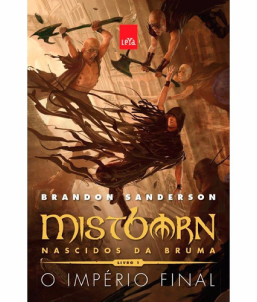 LeYa
BRANDON SANDERSON
MISTBORN
NASCIDOS DA BRUMA
LIVRO 1
O IMPÉRIO FINAL